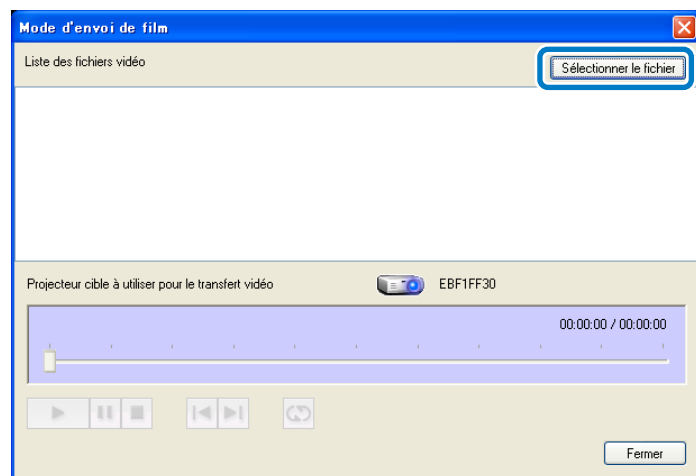 Mode d'envoi de film
Liste des fichiers vidéo
Sélectionner le fichier
Projecteur cible à utiliser pour le transfert vidéo
EBF1FF30
00:00:00 / 00:00:00
Fermer